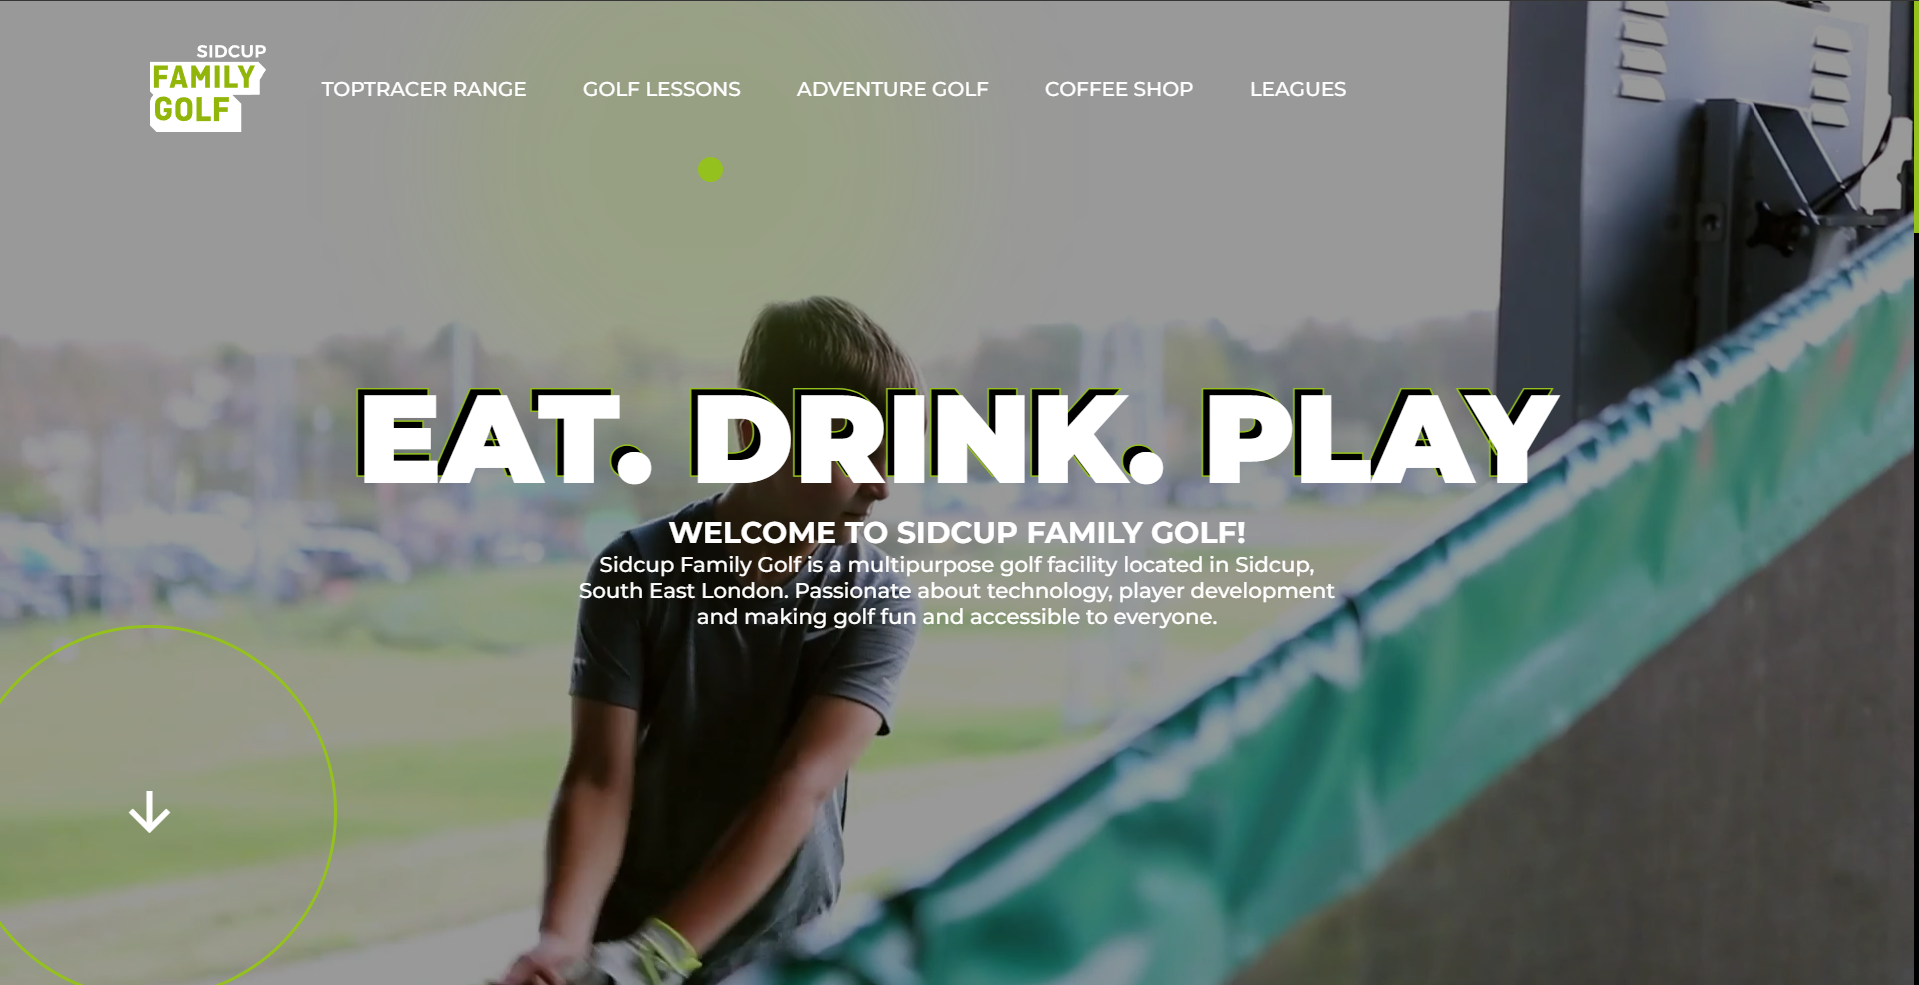 SIDCUP
FAMILY
GOLF
TOPTRACER RANGE
GOLF LESSONS
ADVENTURE GOLF
COFFEE SHOP
LEAGUES
EAT. DRINK. PLAY
WELCOME TO SIDCUP FAMILY GOLF!
Sidcup Family Golf is a multipurpose golf facility located in Sidcup,
South East London. Passionate about technology, player development
and making golf fun and accessible to everyone.